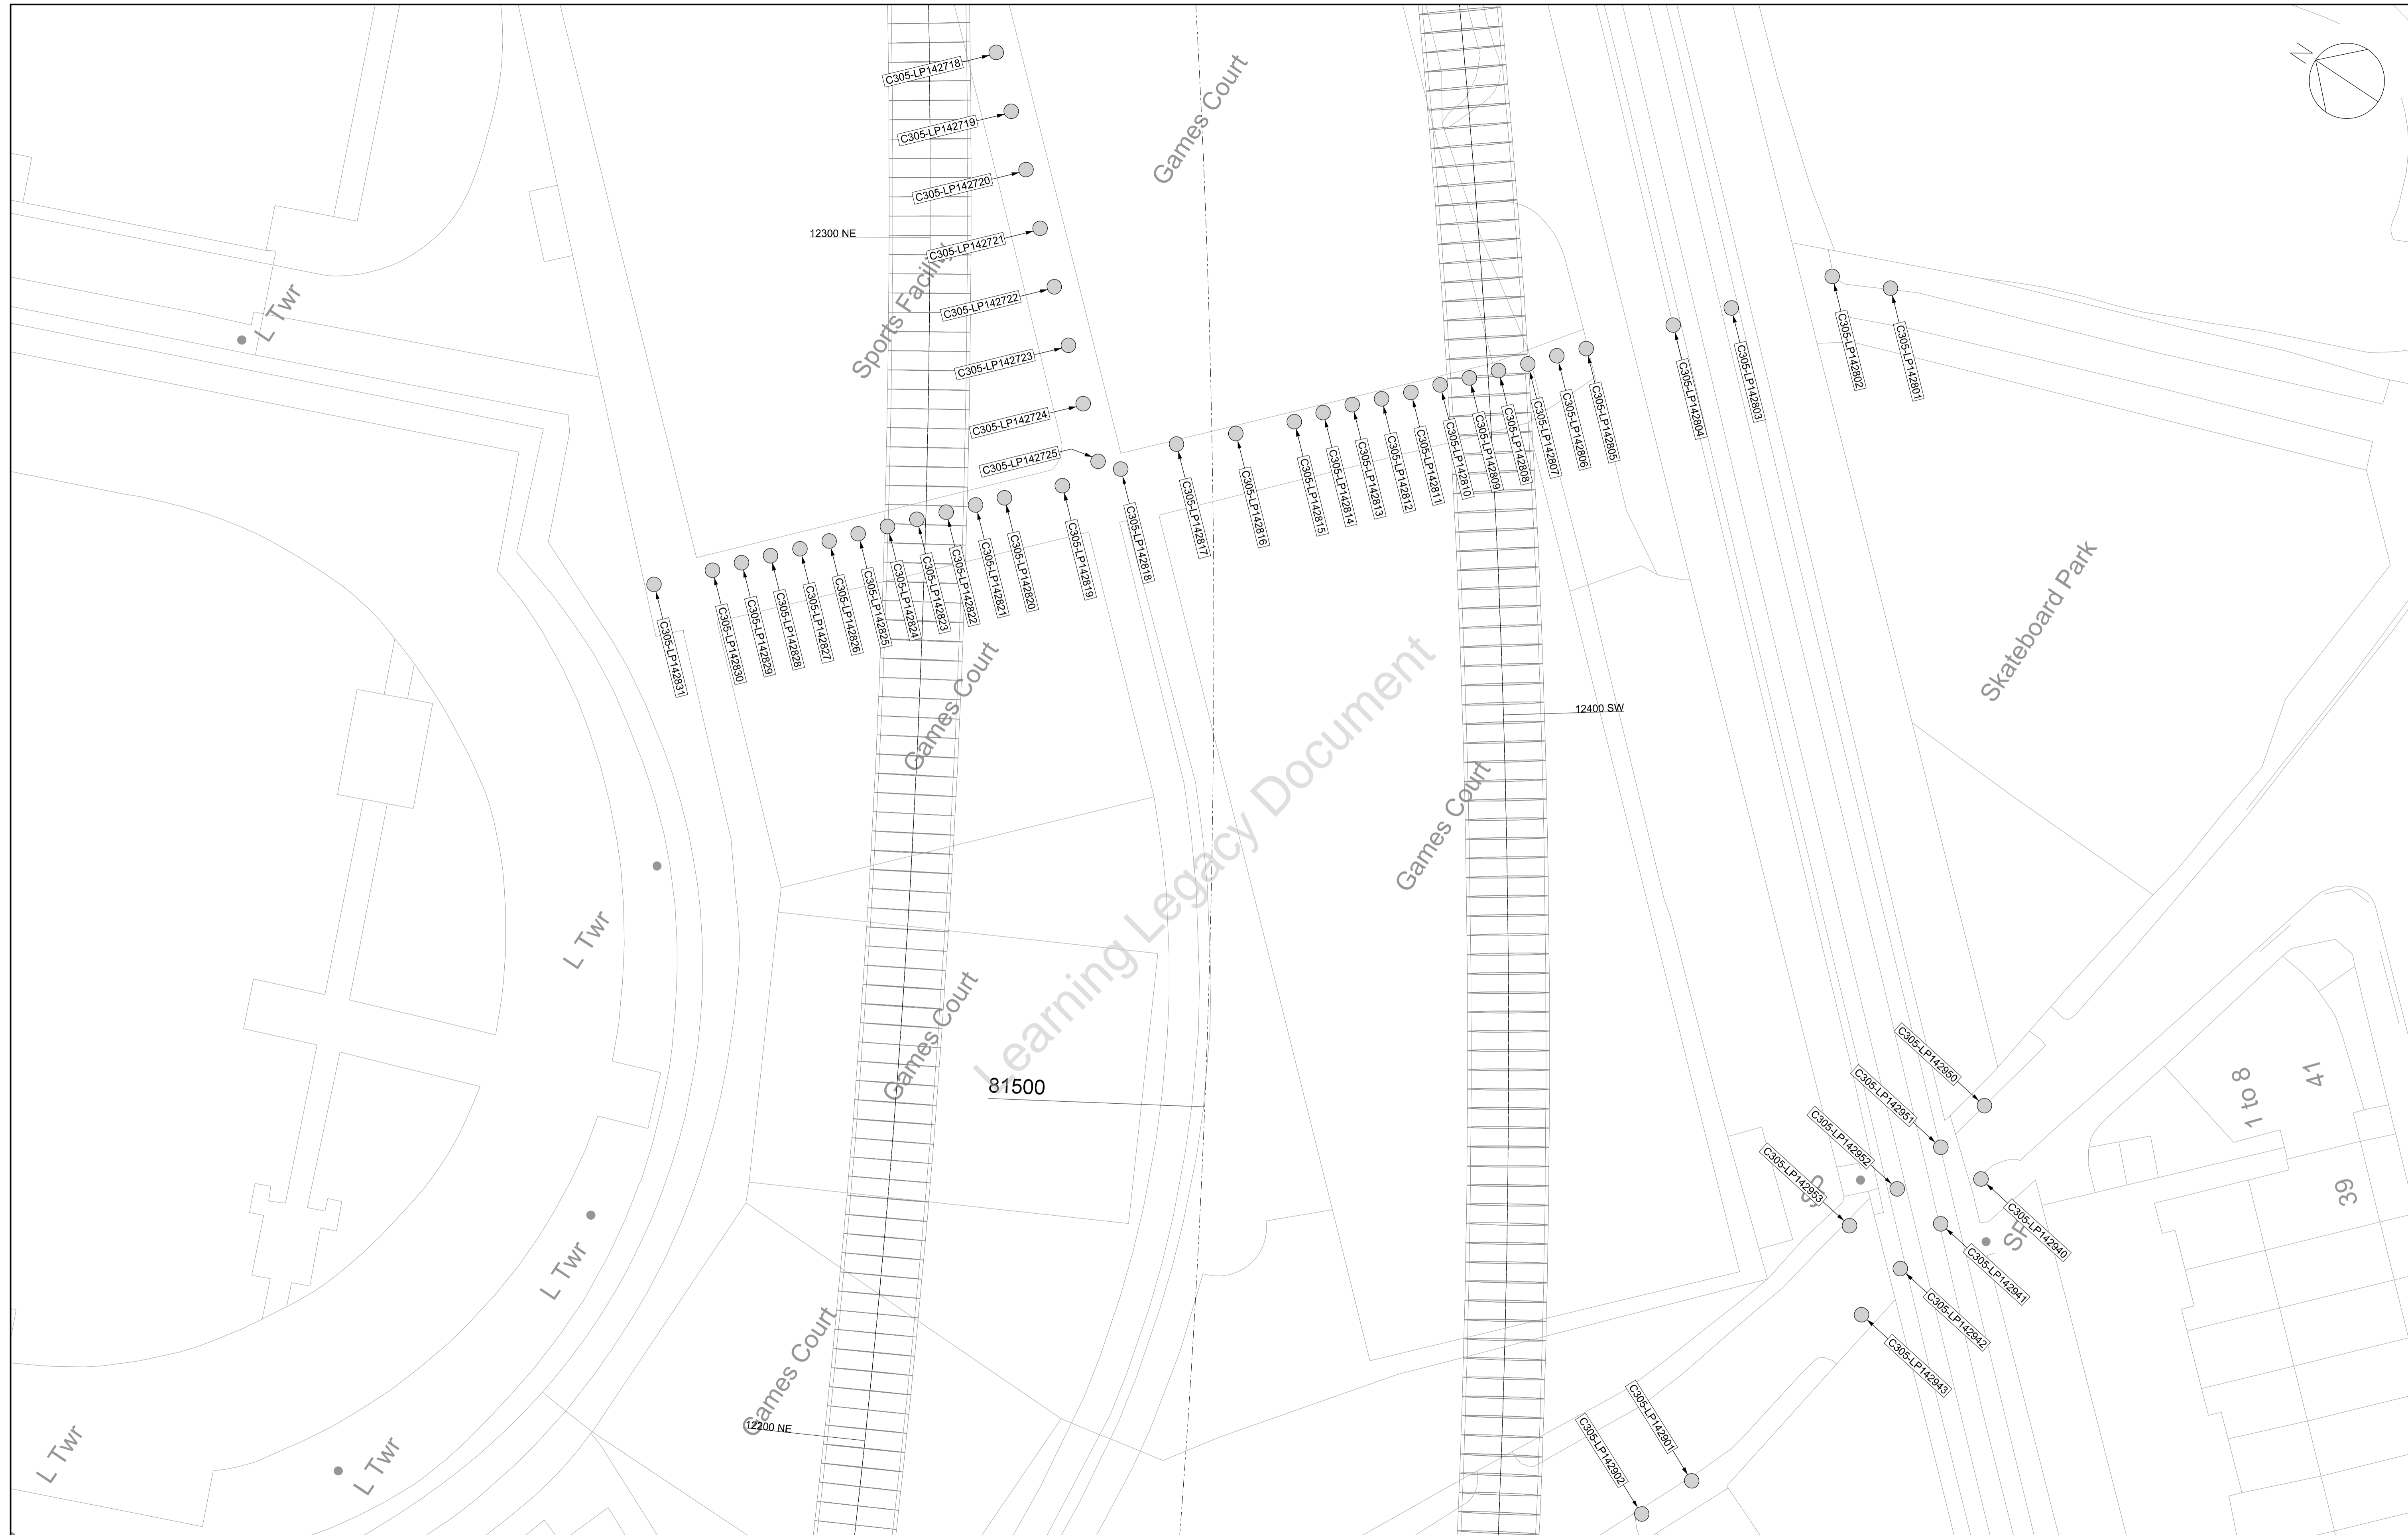 C305-LP142718
C305-LP142719
C305-LP142720
C305-LP142721
C305-LP142722
C305-LP142723
C305-LP142724
C305-LP142725
12300 NE
Sports Facility
Games Court
N
L Twr
C305-LP142801
C305-LP142802
C305-LP142803
C305-LP142804
C305-LP142805
C305-LP142806
C305-LP142807
C305-LP142808
C305-LP142809
C305-LP142810
C305-LP142811
C305-LP142812
C305-LP142813
C305-LP142814
C305-LP142815
C305-LP142816
C305-LP142817
C305-LP142818
C305-LP142819
C305-LP142820
C305-LP142821
C305-LP142822
C305-LP142823
C305-LP142824
C305-LP142825
C305-LP142826
C305-LP142827
C305-LP142828
C305-LP142829
C305-LP142830
C305-LP142831
Skateboard Park
Games Court
12400 SW
Games Court
Learning Legacy Document
L Twr
Games Court
81500
C305-LP142950
C305-LP142951
C305-LP142952
C305-LP142953
SP
SP
C305-LP142940
C305-LP142941
C305-LP142942
C305-LP142943
1 to 8
41
39
L Twr
Games Court
12200 NE
C305-LP142901
C305-LP142902
L Twr
L Twr